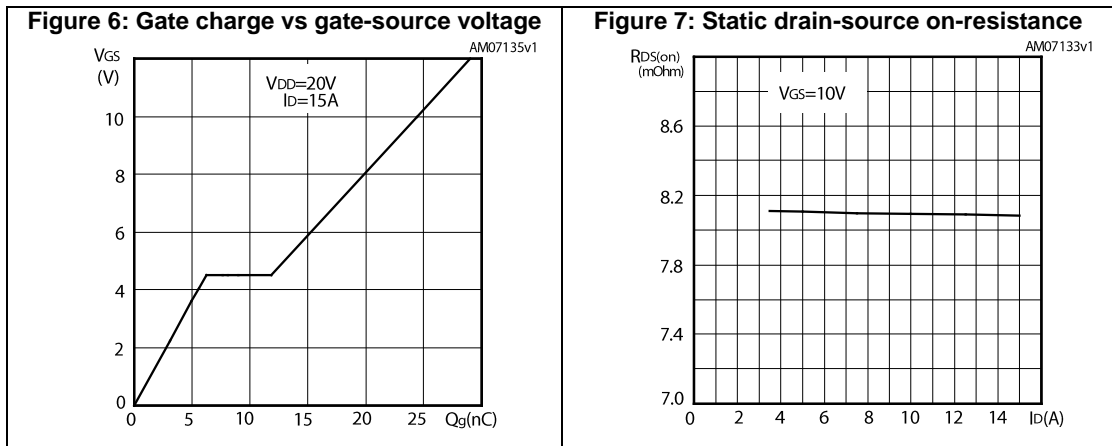 Figure 6: Gate charge vs gate-source voltage
AM07135v1
VGS
(V)
VDD=20V
ID=15A
10
8
6
4
2
0
0 5 10 15 20 25 Qg(nC)
Figure 7: Static drain-source on-resistance
AM07133v1
RDS(on)
(mOhm)
VGS=10V
8.6
8.2
7.8
7.4
7.0
0 2 4 6 8 10 12 14 ID(A)